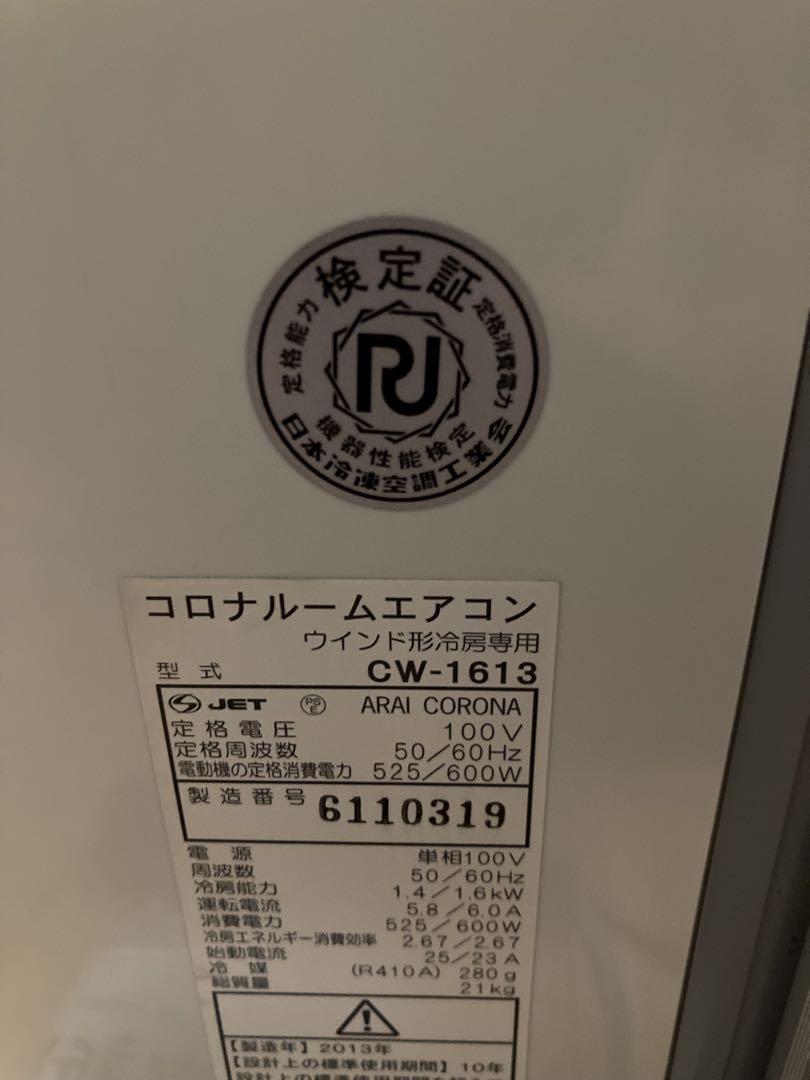 検定証
定格能力
定格消費電力
RJ
機器性能検定
日本冷凍空調工業会
コロナルームエアコン
ウインド形冷房専用
型式 CW-1613
JET PSE ARAI CORONA
定格電圧 100V
定格周波数 50/60Hz
電動機の定格消費電力 525/600W
製造番号 6110319
電源 単相100V
周波数 50/60Hz
冷房能力 1.4/1.6kW
運転電流 5.8/6.0A
消費電力 525/600W
冷房エネルギー消費効率 2.67/2.67
始動電流 25/23A
冷媒 (R410A) 280g
総質量 21kg
【製造年】2013年
【設計上の標準使用期間】10年